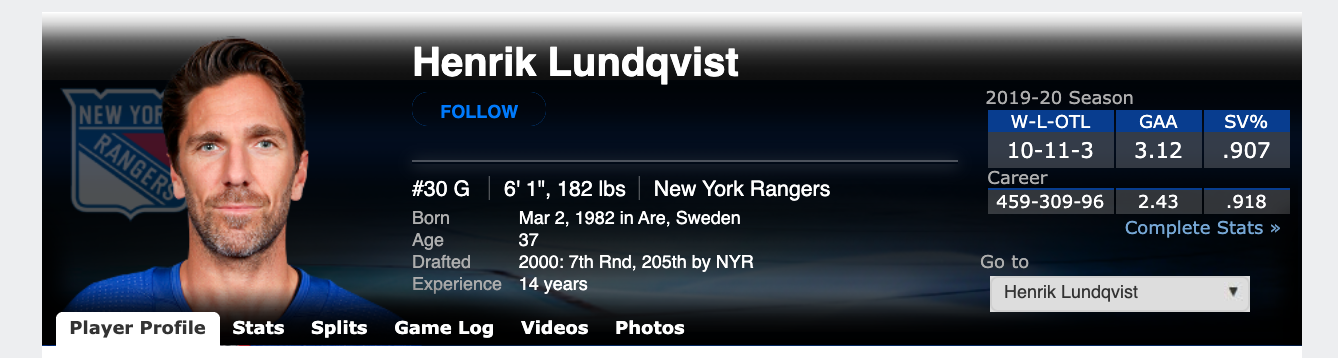 Henrik Lundqvist
FOLLOW
NEW YOR
RANGERS
#30 G 6' 1", 182 lbs New York Rangers
Born Mar 2, 1982 in Are, Sweden
Age 37
Drafted 2000: 7th Rnd, 205th by NYR
Experience 14 years
2019-20 Season
W-L-OTL GAA SV%
10-11-3 3.12 .907
Career
459-309-96 2.43 .918
Complete Stats »
Go to
Henrik Lundqvist ▼
Player Profile Stats Splits Game Log Videos Photos